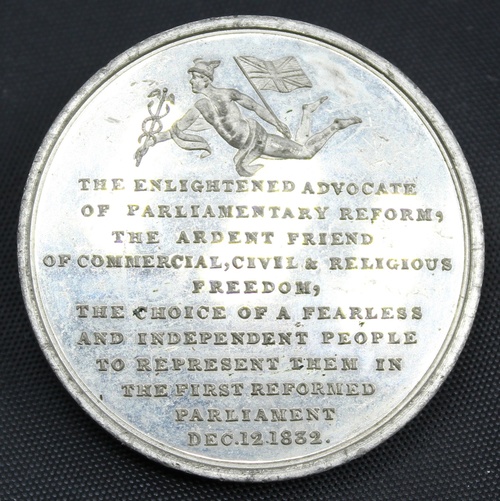 THE ENLIGHTENED ADVOCATE
OF PARLIAMENTARY REFORM,
THE ARDENT FRIEND
OF COMMERCIAL, CIVIL & RELIGIOUS
FREEDOM,
THE CHOICE OF A FEARLESS
AND INDEPENDENT PEOPLE
TO REPRESENT THEM IN
THE FIRST REFORMED
PARLIAMENT
DEC. 12. 1832.